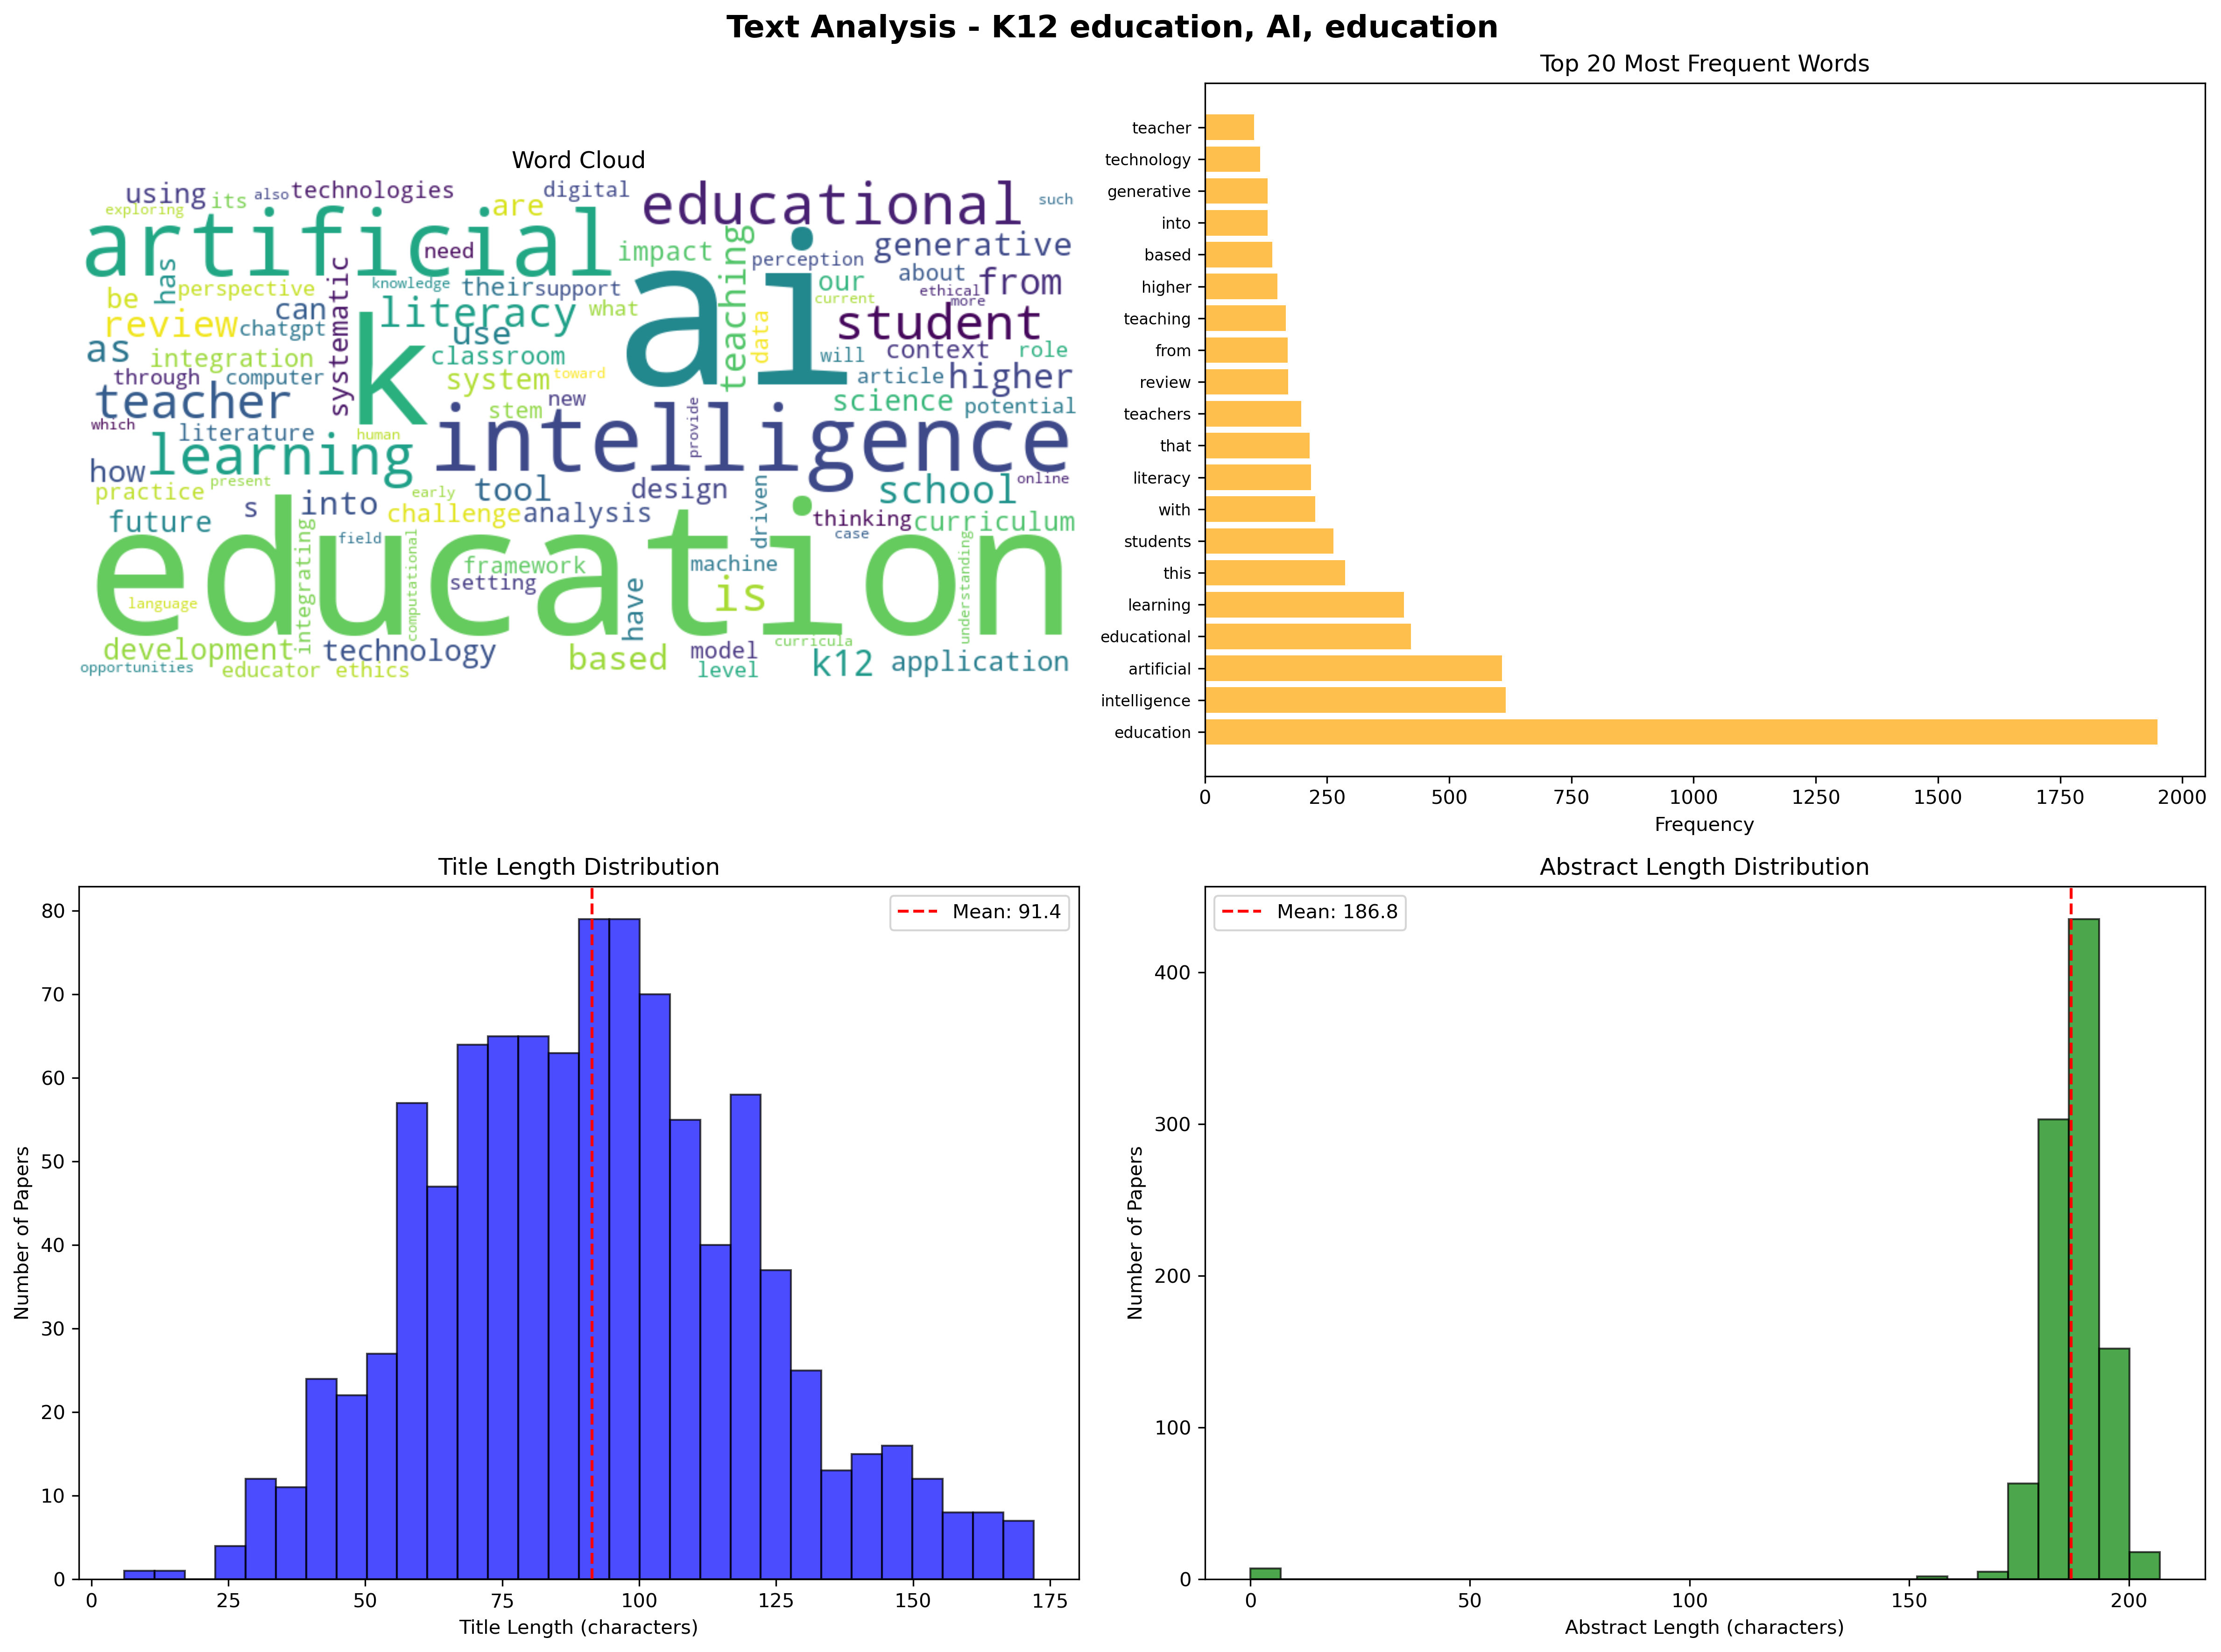 Text Analysis - K12 education, AI, education
Word Cloud
using its also technologies digital educational such
exploring are
artificial need impact teaching perception generative
has our about from
be perspective systematic knowledge their support what ai current ethical more
review chatgpt can literacy use data student
as integration classroom will context role
through computer k system toward article higher
teacher stem new science potential
which literature human intelligence provide
how learning
practice present early tool design school online
s into challenge analysis driven thinking curriculum
future field case
education integrating computational framework machine understanding
setting is
language have
development technology curricula
opportunities educator ethics based model level k12 application
Top 20 Most Frequent Words
teacher
technology
generative
into
based
higher
teaching
from
review
teachers
that
literacy
with
students
this
learning
educational
artificial
intelligence
education
0 250 500 750 1000 1250 1500 1750 2000
Frequency
Title Length Distribution
Mean: 91.4
80
70
60
50
40
30
20
10
0
0 25 50 75 100 125 150 175
Number of Papers
Title Length (characters)
Abstract Length Distribution
Mean: 186.8
400
300
200
100
0
0 50 100 150 200
Number of Papers
Abstract Length (characters)